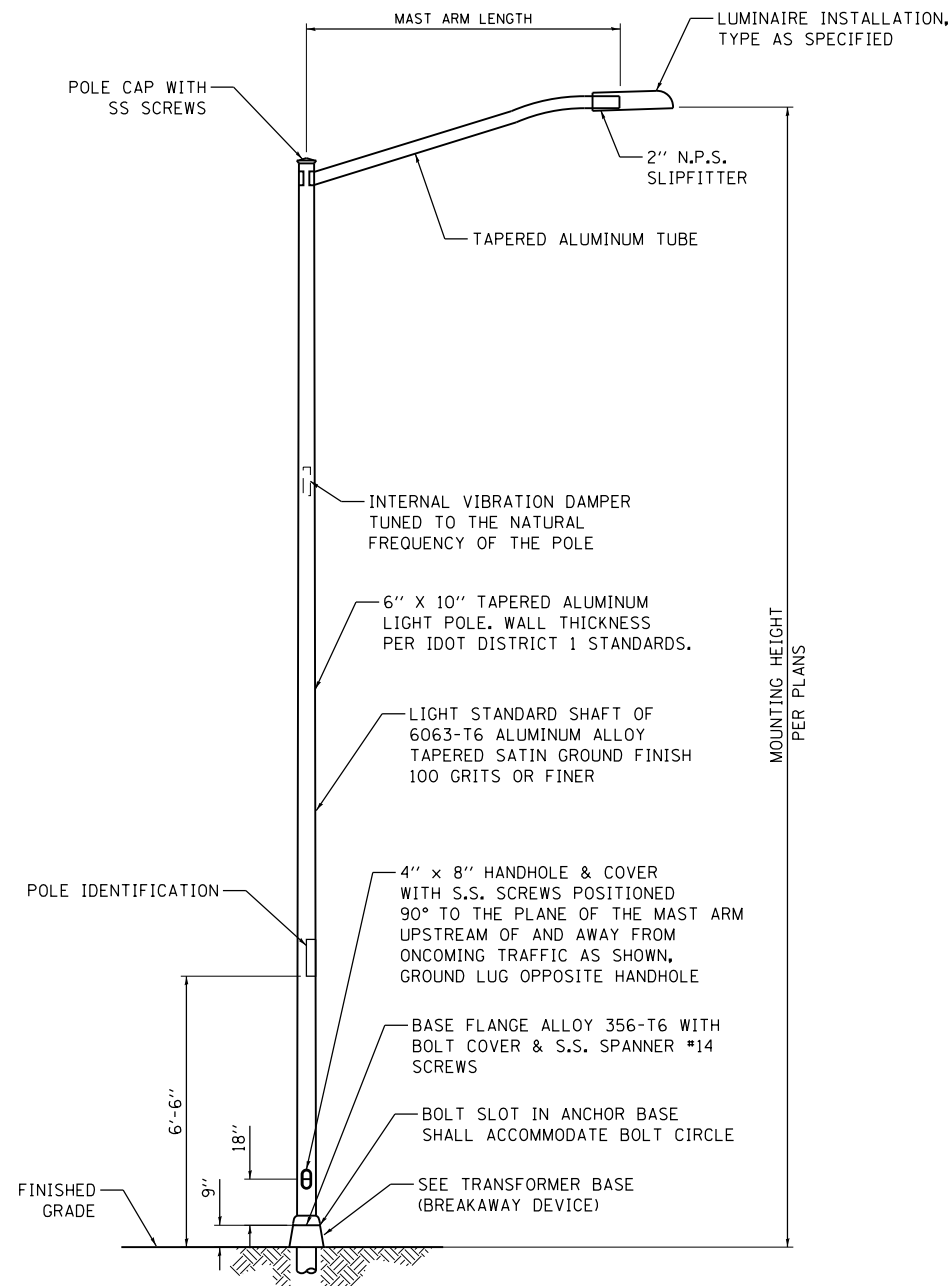 MAST ARM LENGTH
LUMINAIRE INSTALLATION,
TYPE AS SPECIFIED
POLE CAP WITH
SS SCREWS
2'' N.P.S.
SLIPFITTER
TAPERED ALUMINUM TUBE
INTERNAL VIBRATION DAMPER
TUNED TO THE NATURAL
FREQUENCY OF THE POLE
6'' X 10'' TAPERED ALUMINUM
LIGHT POLE. WALL THICKNESS
PER IDOT DISTRICT 1 STANDARDS.
MOUNTING HEIGHT
PER PLANS
LIGHT STANDARD SHAFT OF
6063-T6 ALUMINUM ALLOY
TAPERED SATIN GROUND FINISH
100 GRITS OR FINER
POLE IDENTIFICATION
4'' x 8'' HANDHOLE & COVER
WITH S.S. SCREWS POSITIONED
90° TO THE PLANE OF THE MAST ARM
UPSTREAM OF AND AWAY FROM
ONCOMING TRAFFIC AS SHOWN,
GROUND LUG OPPOSITE HANDHOLE
BASE FLANGE ALLOY 356-T6 WITH
BOLT COVER & S.S. SPANNER #14
SCREWS
6'-6''
18''
BOLT SLOT IN ANCHOR BASE
SHALL ACCOMMODATE BOLT CIRCLE
9''
SEE TRANSFORMER BASE
(BREAKAWAY DEVICE)
FINISHED
GRADE